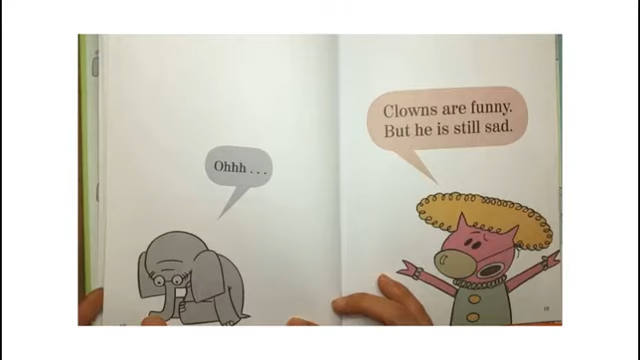 Ohhh . . .
Clowns are funny.
But he is still sad.